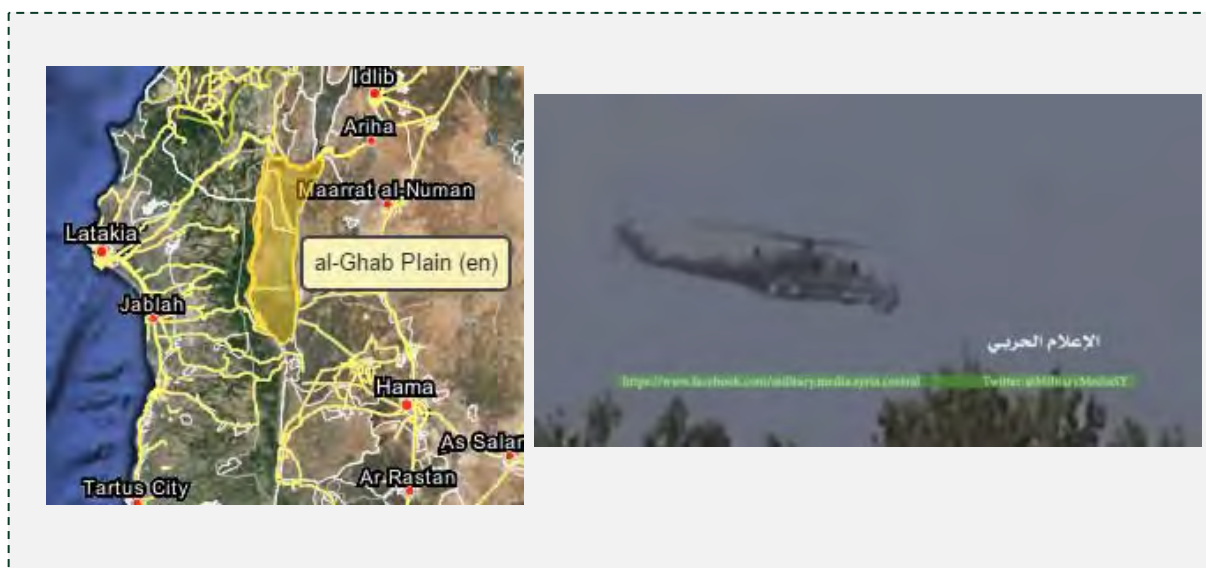 Idlib
Ariha
Maarrat al-Numan
Latakia
al-Ghab Plain (en)
Jablah
Hama
As Salar
Ar Rastan
Tartus City
الإعلام الحربي
https://www.facebook.com/military.media.syria.central
Twitter:@MilitaryMediaSY